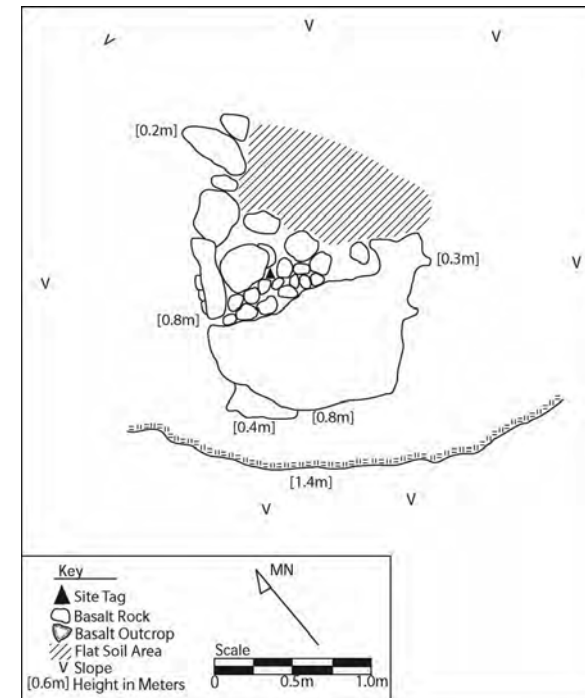 V
V
V
[0.2m]
[0.3m]
V
V
[0.8m]
[0.4m]
[0.8m]
[1.4m]
V
V
Key
Site Tag
Basalt Rock
Basalt Outcrop
Flat Soil Area
V Slope
[0.6m] Height in Meters
MN
Scale
0 0.5m 1.0m